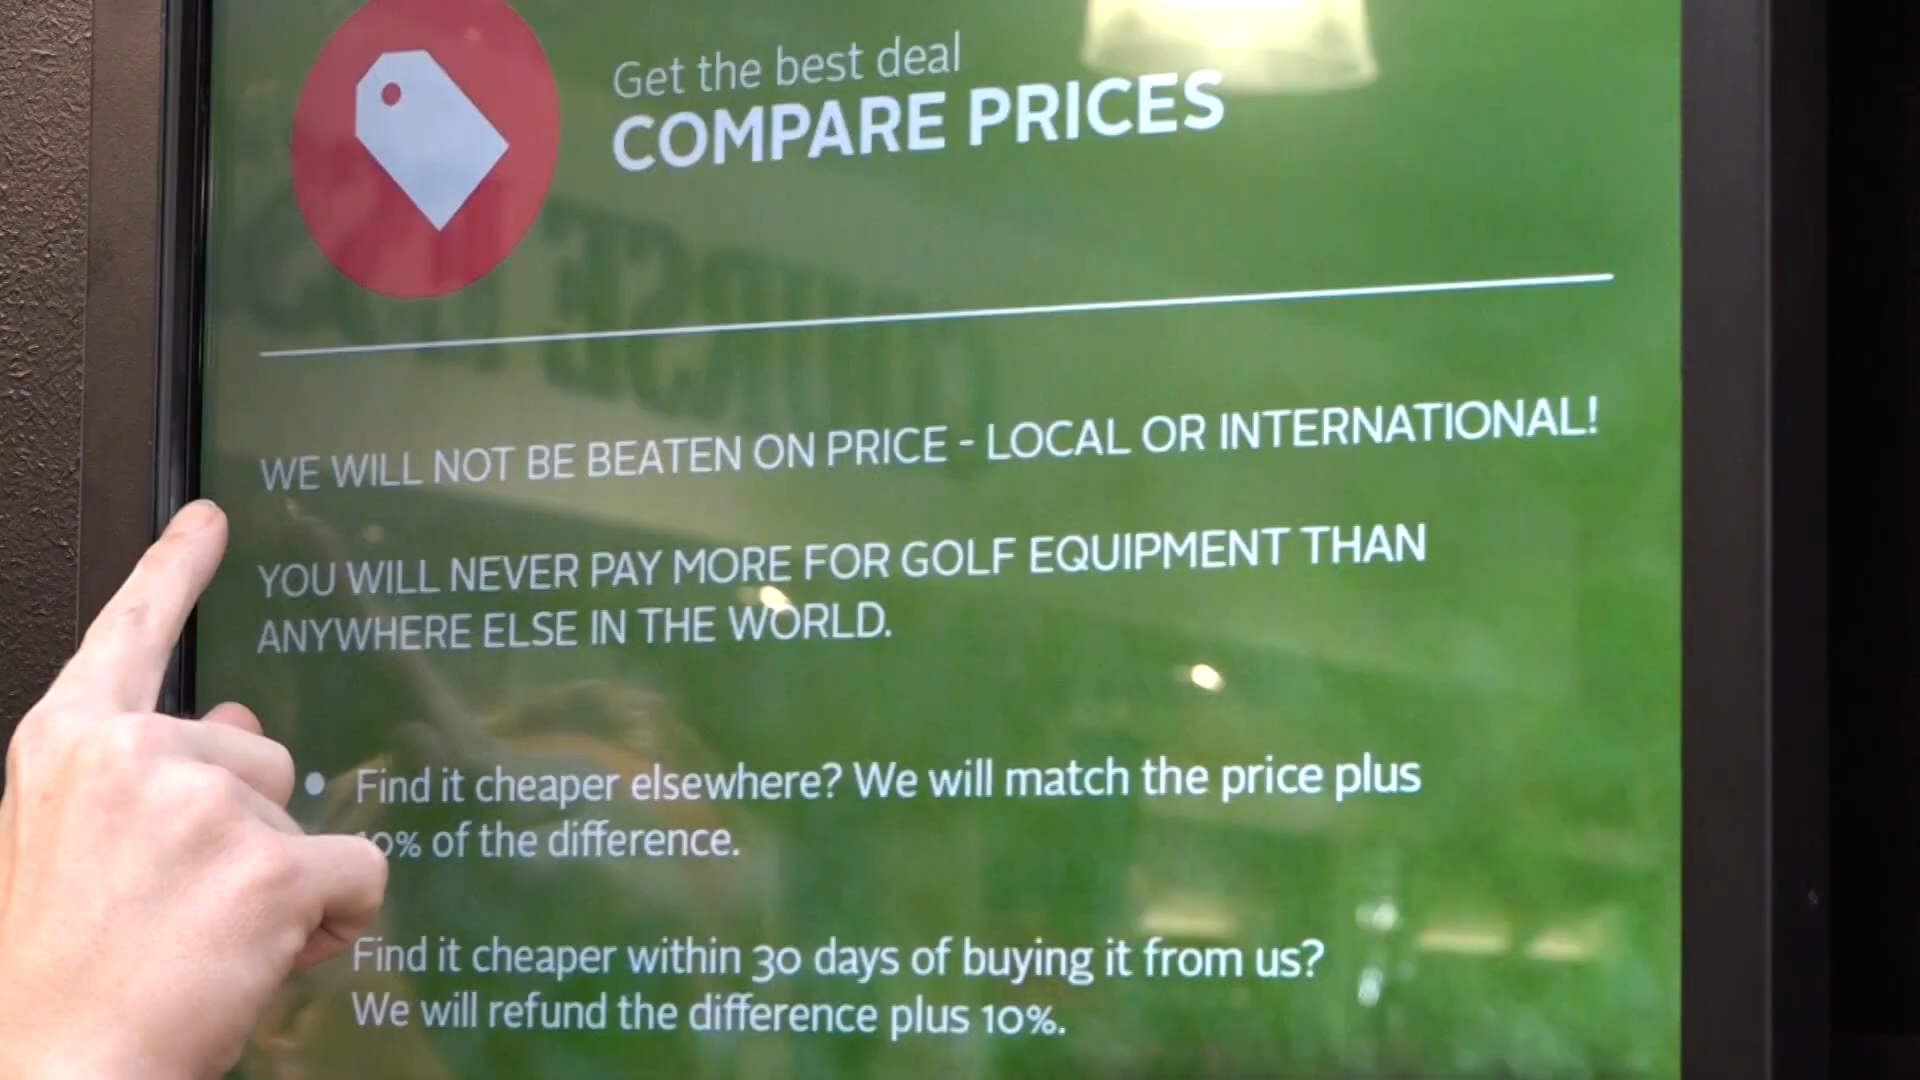 Get the best deal
COMPARE PRICES
WE WILL NOT BE BEATEN ON PRICE - LOCAL OR INTERNATIONAL!
YOU WILL NEVER PAY MORE FOR GOLF EQUIPMENT THAN
ANYWHERE ELSE IN THE WORLD.
• Find it cheaper elsewhere? We will match the price plus
10% of the difference.
Find it cheaper within 30 days of buying it from us?
We will refund the difference plus 10%.